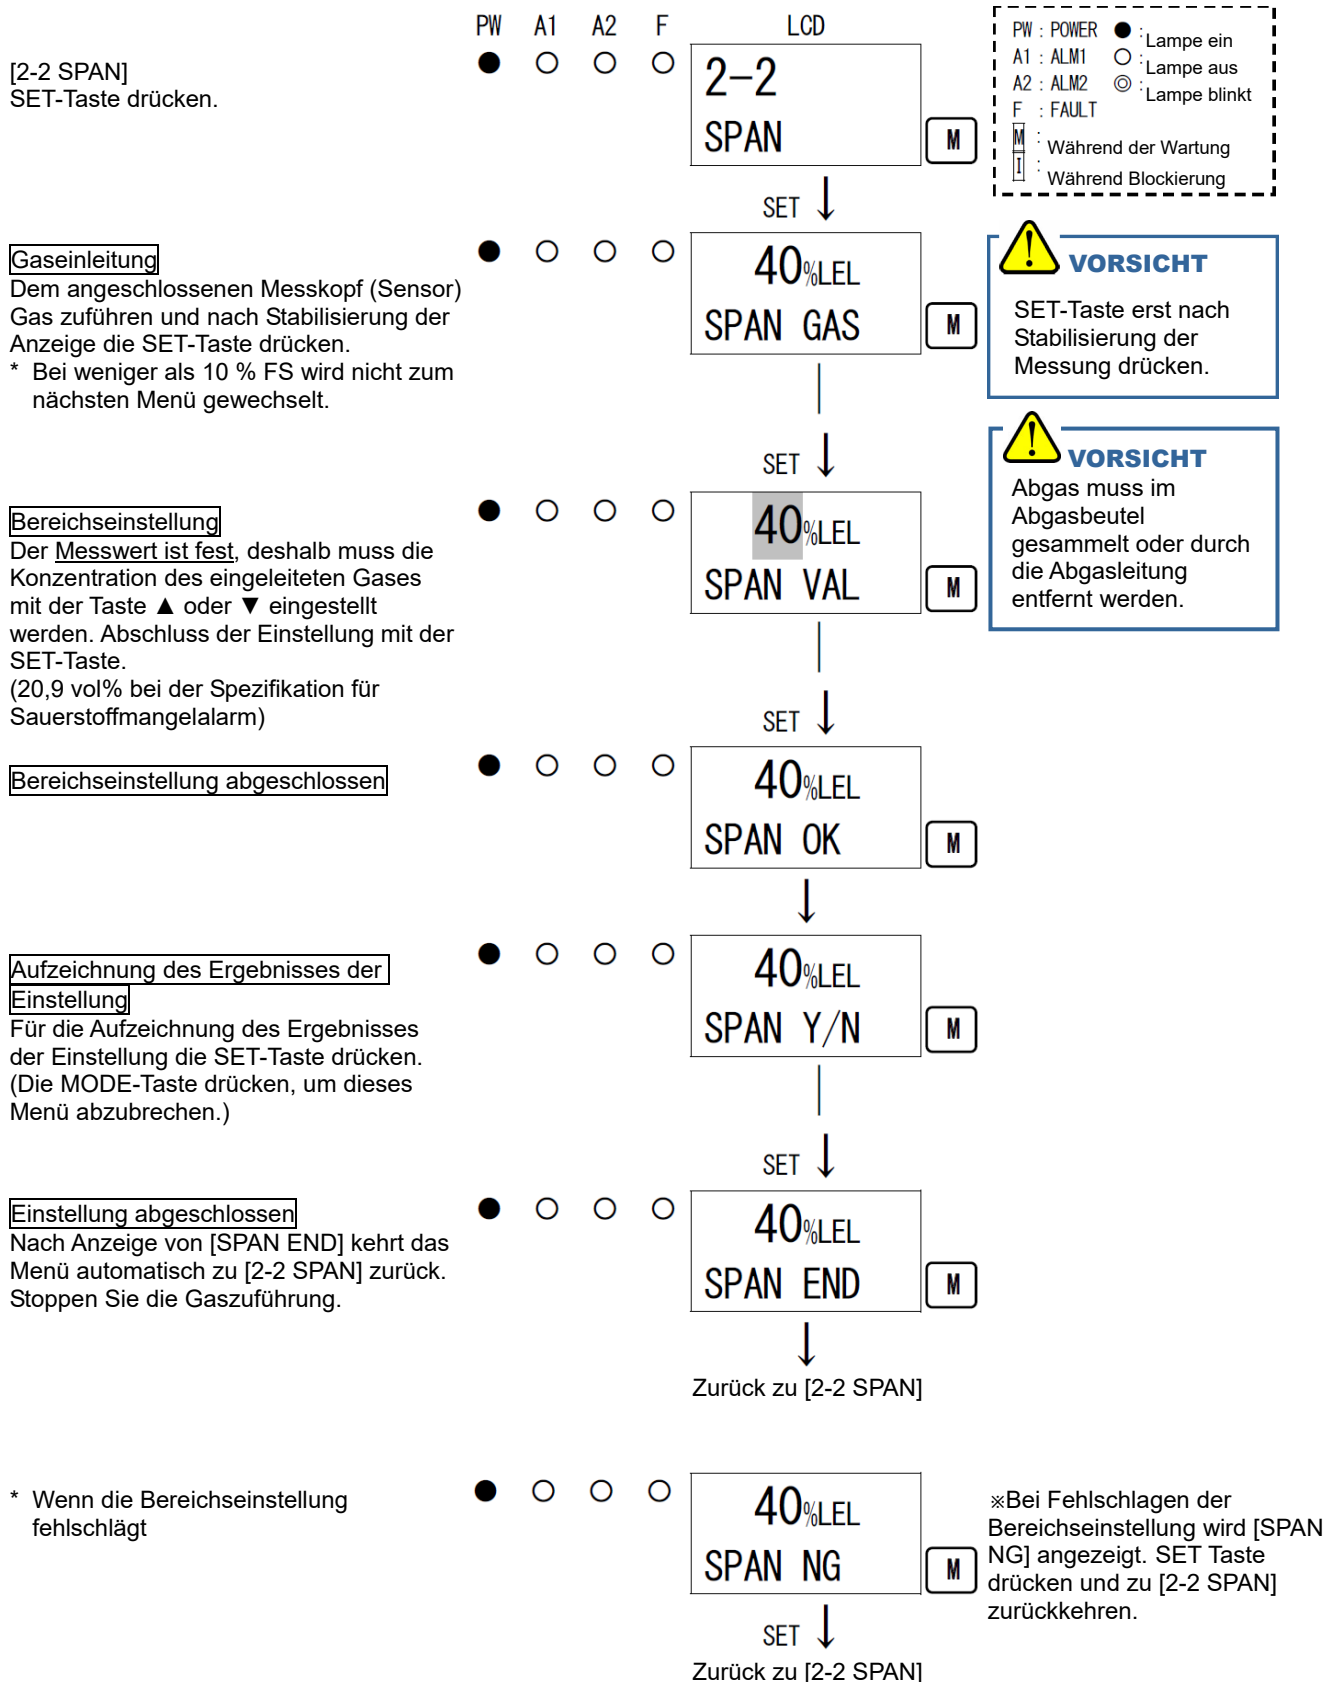 PW A1 A2 F LCD
[2-2 SPAN]
SET-Taste drücken.
● ○ ○ ○
2-2
SPAN
M
PW : POWER ● : Lampe ein
A1 : ALM1 ○ : Lampe aus
A2 : ALM2 ◎ : Lampe blinkt
F : FAULT
M : Während der Wartung
I : Während Blockierung
SET ↓
Gaseinleitung
Dem angeschlossenen Messkopf (Sensor)
Gas zuführen und nach Stabilisierung der
Anzeige die SET-Taste drücken.
* Bei weniger als 10 % FS wird nicht zum
nächsten Menü gewechselt.
● ○ ○ ○
40%LEL
SPAN GAS
M
VORSICHT
SET-Taste erst nach
Stabilisierung der
Messung drücken.
SET ↓
VORSICHT
Abgas muss im
Abgasbeutel
gesammelt oder durch
die Abgasleitung
entfernt werden.
Bereichseinstellung
Der Messwert ist fest, deshalb muss die
Konzentration des eingeleiteten Gases
mit der Taste ▲ oder ▼ eingestellt
werden. Abschluss der Einstellung mit der
SET-Taste.
(20,9 vol% bei der Spezifikation für
Sauerstoffmangelalarm)
● ○ ○ ○
40%LEL
SPAN VAL
M
SET ↓
Bereichseinstellung abgeschlossen
● ○ ○ ○
40%LEL
SPAN OK
M
↓
Aufzeichnung des Ergebnisses der
Einstellung
Für die Aufzeichnung des Ergebnisses
der Einstellung die SET-Taste drücken.
(Die MODE-Taste drücken, um dieses
Menü abzubrechen.)
● ○ ○ ○
40%LEL
SPAN Y/N
M
SET ↓
Einstellung abgeschlossen
Nach Anzeige von [SPAN END] kehrt das
Menü automatisch zu [2-2 SPAN] zurück.
Stoppen Sie die Gaszuführung.
● ○ ○ ○
40%LEL
SPAN END
M
↓
Zurück zu [2-2 SPAN]
* Wenn die Bereichseinstellung
fehlschlägt
● ○ ○ ○
40%LEL
SPAN NG
M
※Bei Fehlschlagen der
Bereichseinstellung wird [SPAN
NG] angezeigt. SET Taste
drücken und zu [2-2 SPAN]
zurückkehren.
SET ↓
Zurück zu [2-2 SPAN]